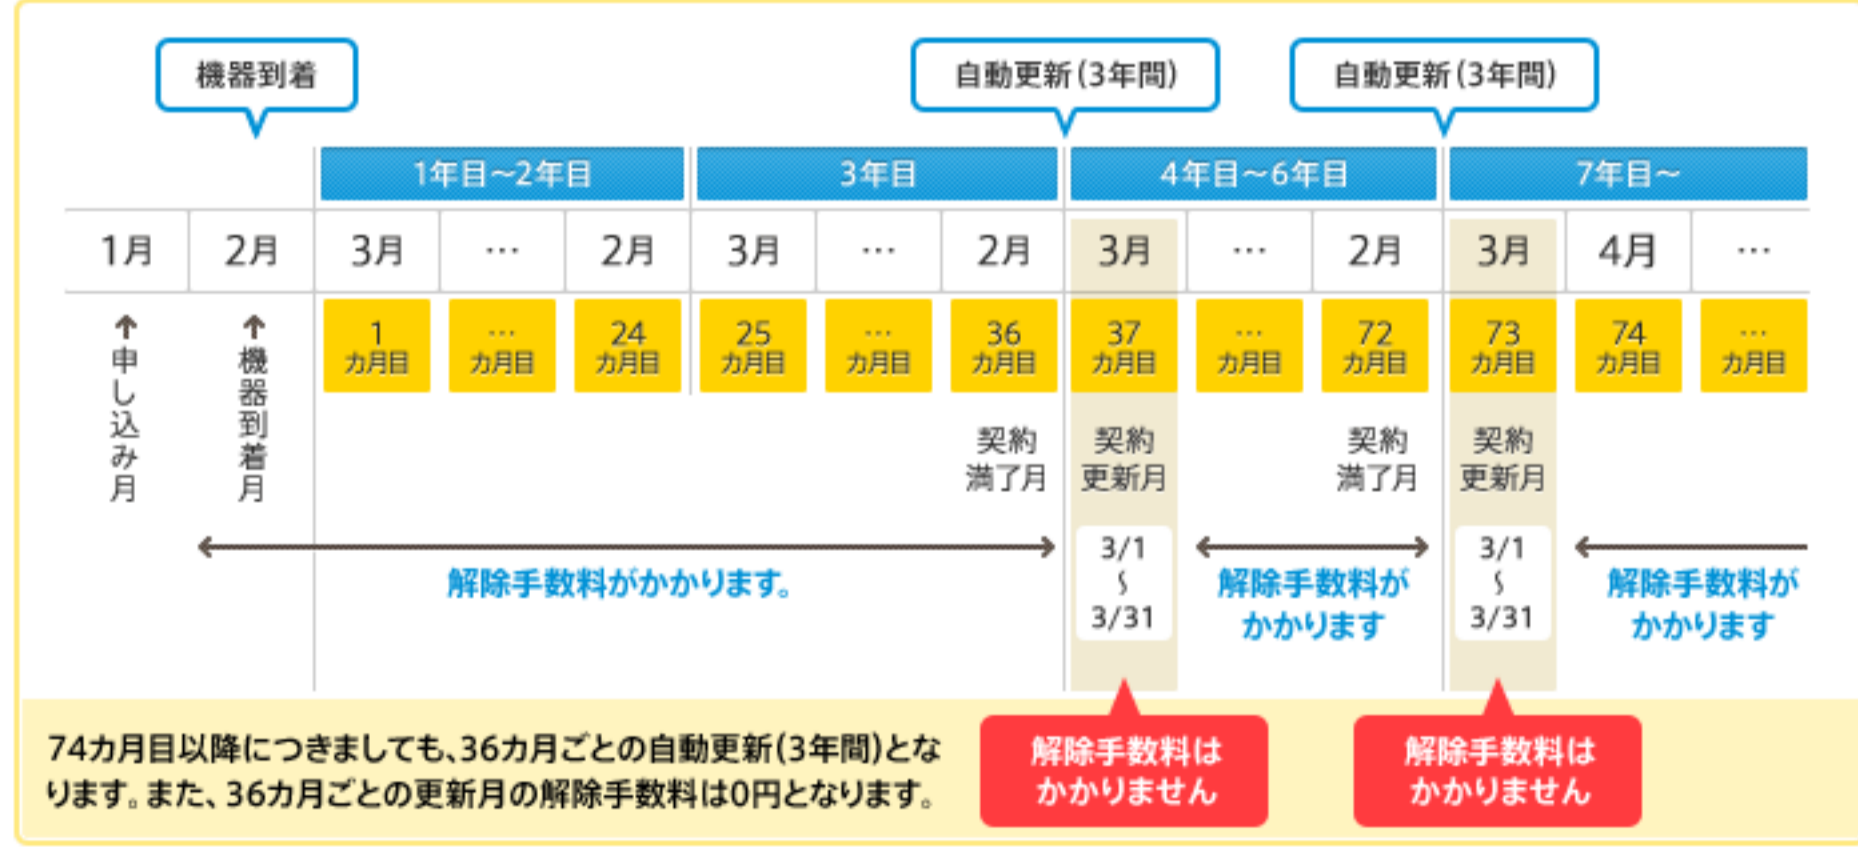 機器到着
自動更新(3年間)
自動更新(3年間)
1年目～2年目
3年目
4年目～6年目
7年目～
1月
2月
3月
…
2月
3月
…
2月
3月
…
2月
3月
4月
…
1
カ月目
…
カ月目
24
カ月目
25
カ月目
…
カ月目
36
カ月目
37
カ月目
…
カ月目
72
カ月目
73
カ月目
74
カ月目
…
カ月目
↑申し込み月
↑機器到着月
契約
満了月
契約
更新月
契約
満了月
契約
更新月
解除手数料がかかります。
3/1
～
3/31
解除手数料が
かかります
3/1
～
3/31
解除手数料が
かかります
74カ月目以降につきましても、36カ月ごとの自動更新(3年間)とな
ります。また、36カ月ごとの更新月の解除手数料は0円となります。
解除手数料は
かかりません
解除手数料は
かかりません